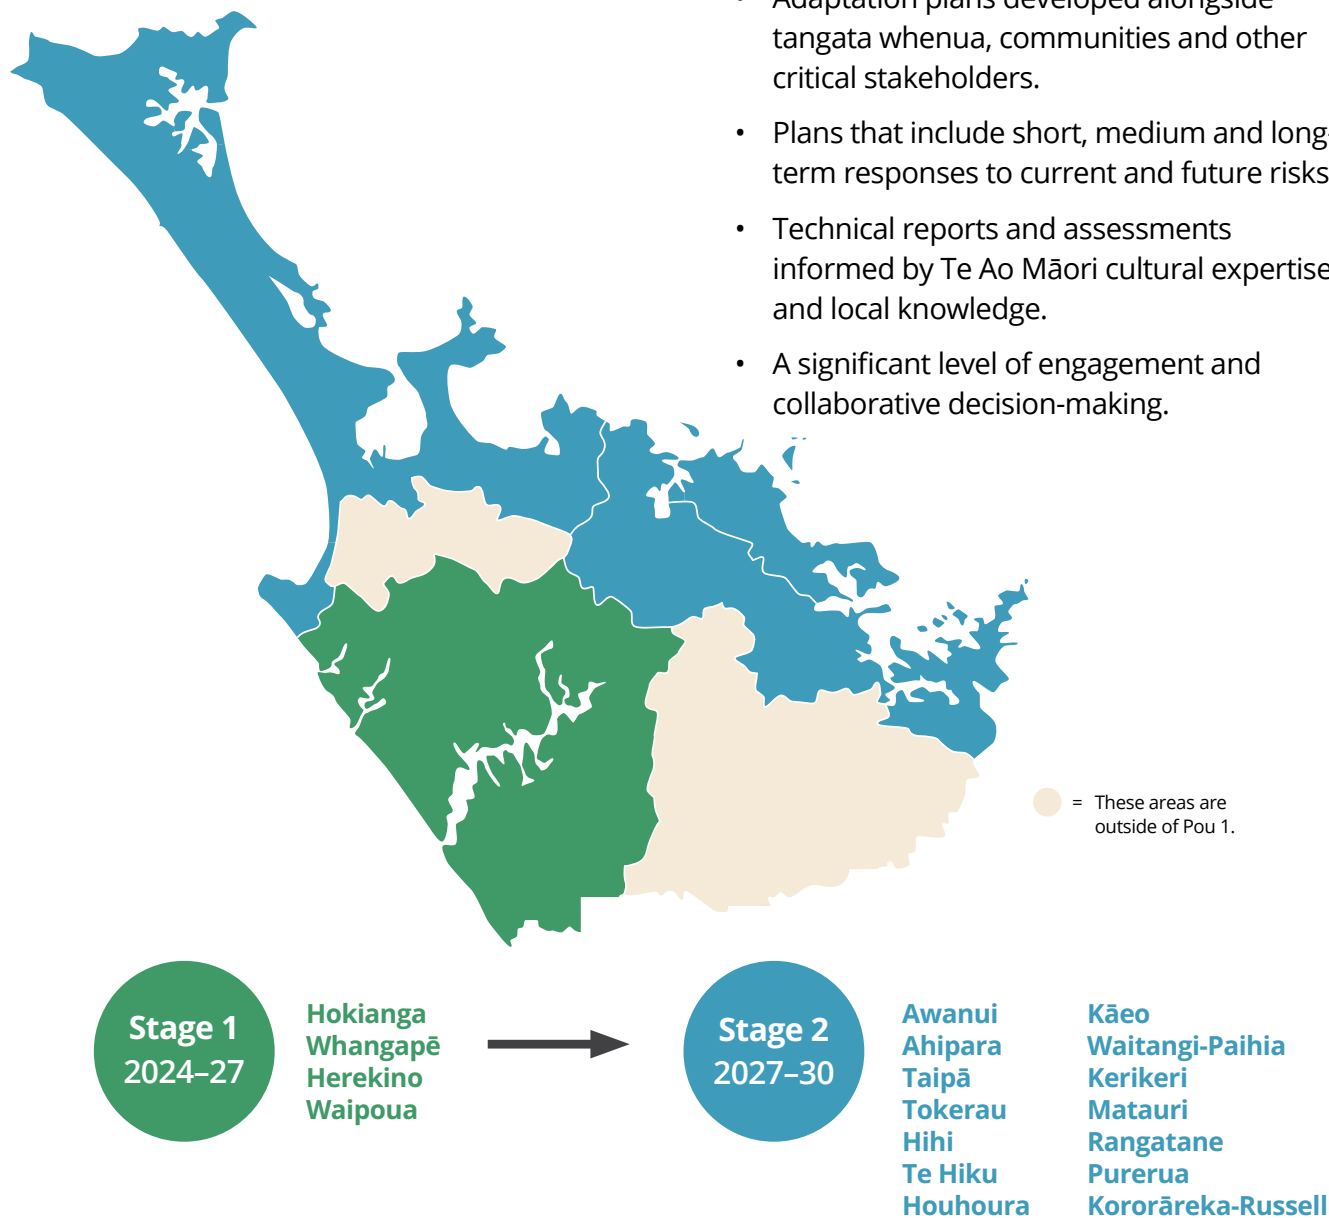 • Adaptation plans developed alongside
tangata whenua, communities and other
critical stakeholders.
• Plans that include short, medium and long-
term responses to current and future risks
• Technical reports and assessments
informed by Te Ao Māori cultural expertise
and local knowledge.
• A significant level of engagement and
collaborative decision-making.
= These areas are
outside of Pou 1.
Stage 1
2024–27
Hokianga
Whangapē
Herekino
Waipoua
Stage 2
2027–30
Awanui
Ahipara
Taipā
Tokerau
Hihi
Te Hiku
Houhoura
Kāeo
Waitangi-Paihia
Kerikeri
Matauri
Rangatane
Purerua
Kororāreka-Russell